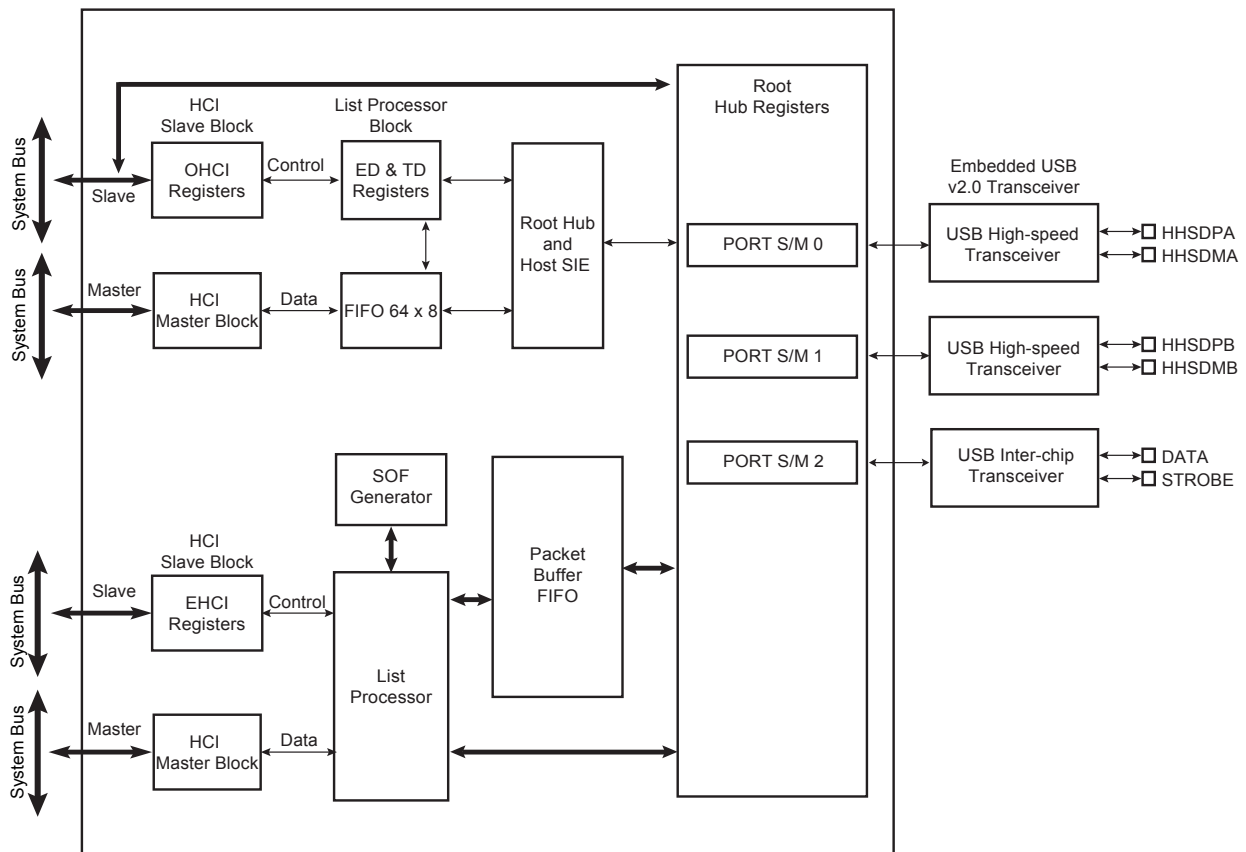 HCI
Slave Block
List Processor
Block
Root
Hub Registers
System Bus
Slave
OHCI
Registers
Control
ED & TD
Registers
Root Hub
and
Host SIE
Embedded USB
v2.0 Transceiver
PORT S/M 0
USB High-speed
Transceiver
HHSDPA
HHSDMA
System Bus
Master
HCI
Master Block
Data
FIFO 64 x 8
PORT S/M 1
USB High-speed
Transceiver
HHSDPB
HHSDMB
PORT S/M 2
USB Inter-chip
Transceiver
DATA
STROBE
SOF
Generator
Packet
Buffer
FIFO
HCI
Slave Block
System Bus
Slave
EHCI
Registers
Control
List
Processor
System Bus
Master
HCI
Master Block
Data